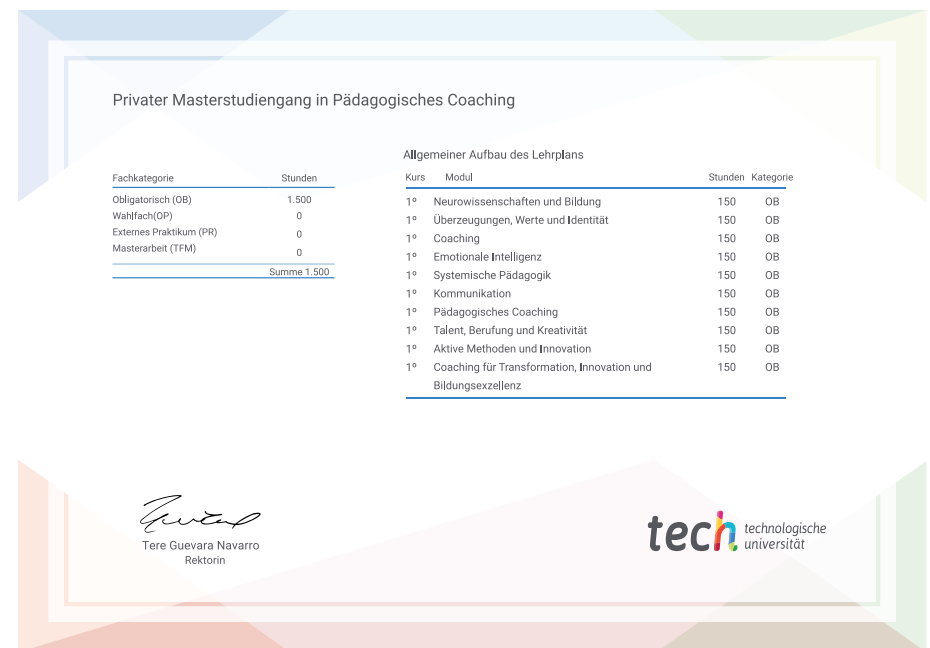 Privater Masterstudiengang in Pädagogisches Coaching
Fachkategorie Stunden
Obligatorisch (OB) 1.500
Wahlfach(OP) 0
Externes Praktikum (PR) 0
Masterarbeit (TFM) 0
Summe 1.500
Allgemeiner Aufbau des Lehrplans
Kurs Modul Stunden Kategorie
1º Neurowissenschaften und Bildung 150 OB
1º Überzeugungen, Werte und Identität 150 OB
1º Coaching 150 OB
1º Emotionale Intelligenz 150 OB
1º Systemische Pädagogik 150 OB
1º Kommunikation 150 OB
1º Pädagogisches Coaching 150 OB
1º Talent, Berufung und Kreativität 150 OB
1º Aktive Methoden und Innovation 150 OB
1º Coaching für Transformation, Innovation und 150 OB
Bildungsexzellenz
Tere Guevara Navarro
Rektorin
tech technologische
universität